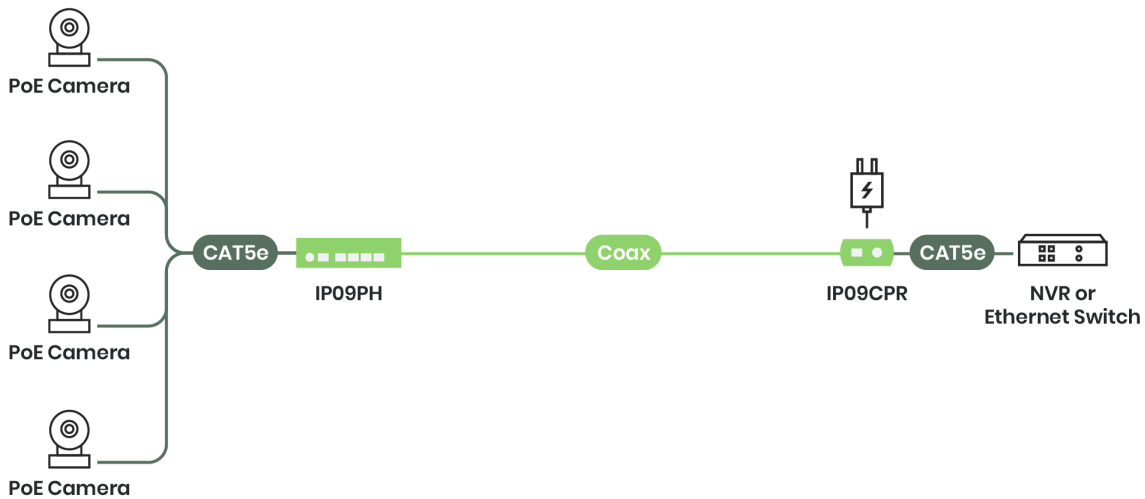 PoE Camera
PoE Camera
CAT5e
Coax
CAT5e
IP09PH
IP09CPR
NVR or
Ethernet Switch
PoE Camera
PoE Camera